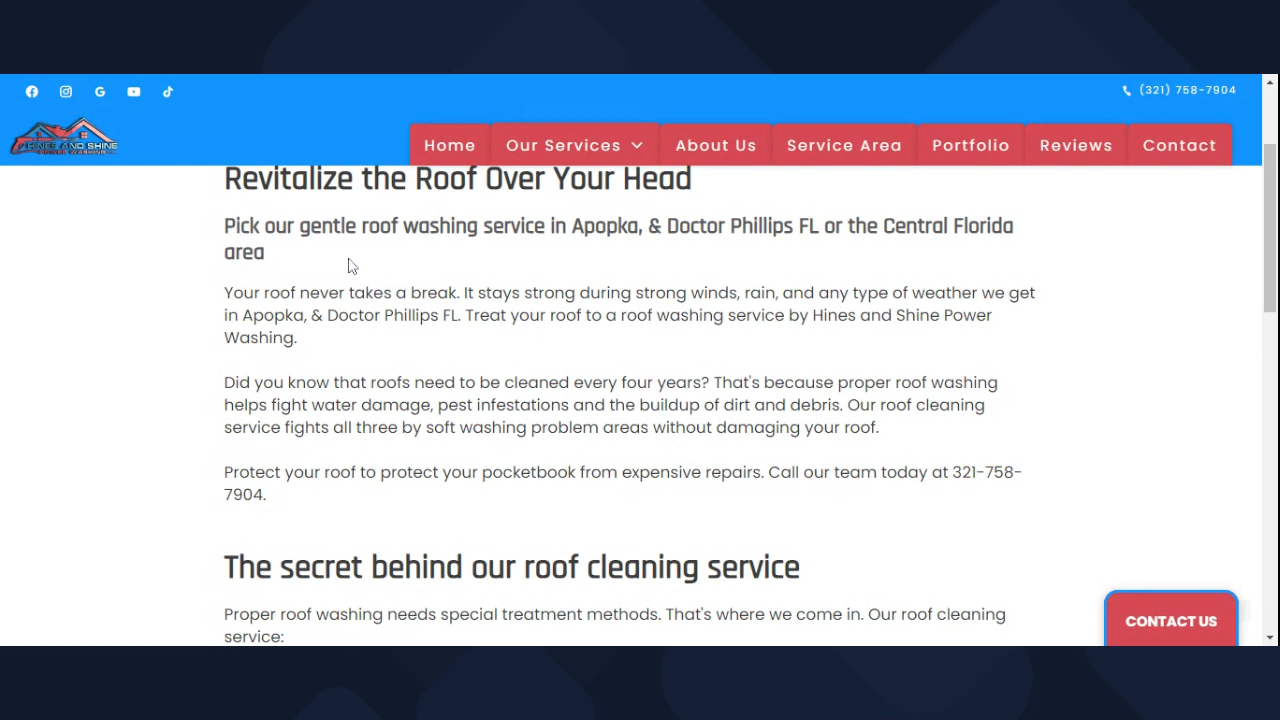 (321) 758-7904
HINES AND SHINE
Home
Our Services
About Us
Service Area
Portfolio
Reviews
Contact
Revitalize the Roof Over Your Head
Pick our gentle roof washing service in Apopka, & Doctor Phillips FL or the Central Florida
area
Your roof never takes a break. It stays strong during strong winds, rain, and any type of weather we get
in Apopka, & Doctor Phillips FL. Treat your roof to a roof washing service by Hines and Shine Power
Washing.
Did you know that roofs need to be cleaned every four years? That's because proper roof washing
helps fight water damage, pest infestations and the buildup of dirt and debris. Our roof cleaning
service fights all three by soft washing problem areas without damaging your roof.
Protect your roof to protect your pocketbook from expensive repairs. Call our team today at 321-758-
7904.
The secret behind our roof cleaning service
Proper roof washing needs special treatment methods. That's where we come in. Our roof cleaning
service:
CONTACT US